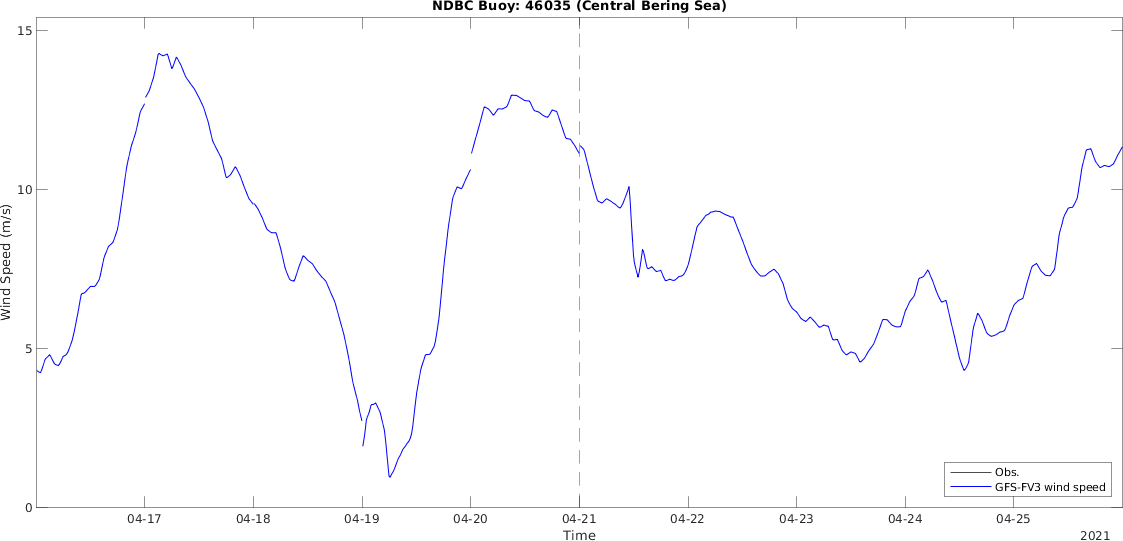 NDBC Buoy: 46035 (Central Bering Sea)
15
10
5
0
Wind Speed (m/s)
04-17
04-18
04-19
04-20
04-21
04-22
04-23
04-24
04-25
Time
2021
Obs.
GFS-FV3 wind speed